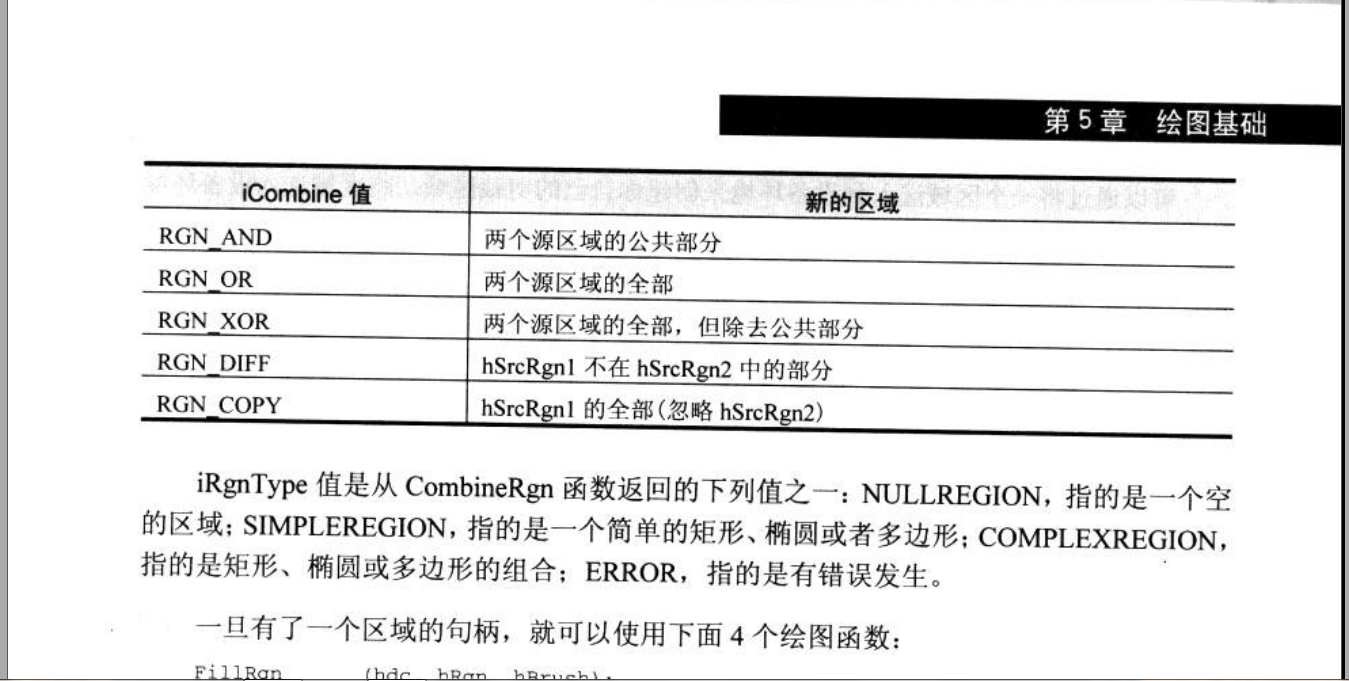 第 5 章 绘图基础
iCombine 值 新的区域
RGN_AND 两个源区域的公共部分
RGN_OR 两个源区域的全部
RGN_XOR 两个源区域的全部，但除去公共部分
RGN_DIFF hSrcRgn1 不在 hSrcRgn2 中的部分
RGN_COPY hSrcRgn1 的全部(忽略 hSrcRgn2)
iRgnType 值是从 CombineRgn 函数返回的下列值之一：NULLREGION，指的是一个空
的区域；SIMPLEREGION，指的是一个简单的矩形、椭圆或者多边形；COMPLEXREGION，
指的是矩形、椭圆或多边形的组合；ERROR，指的是有错误发生。
一旦有了一个区域的句柄，就可以使用下面 4 个绘图函数：
FillRgn (hdc, hRgn, hBrush);